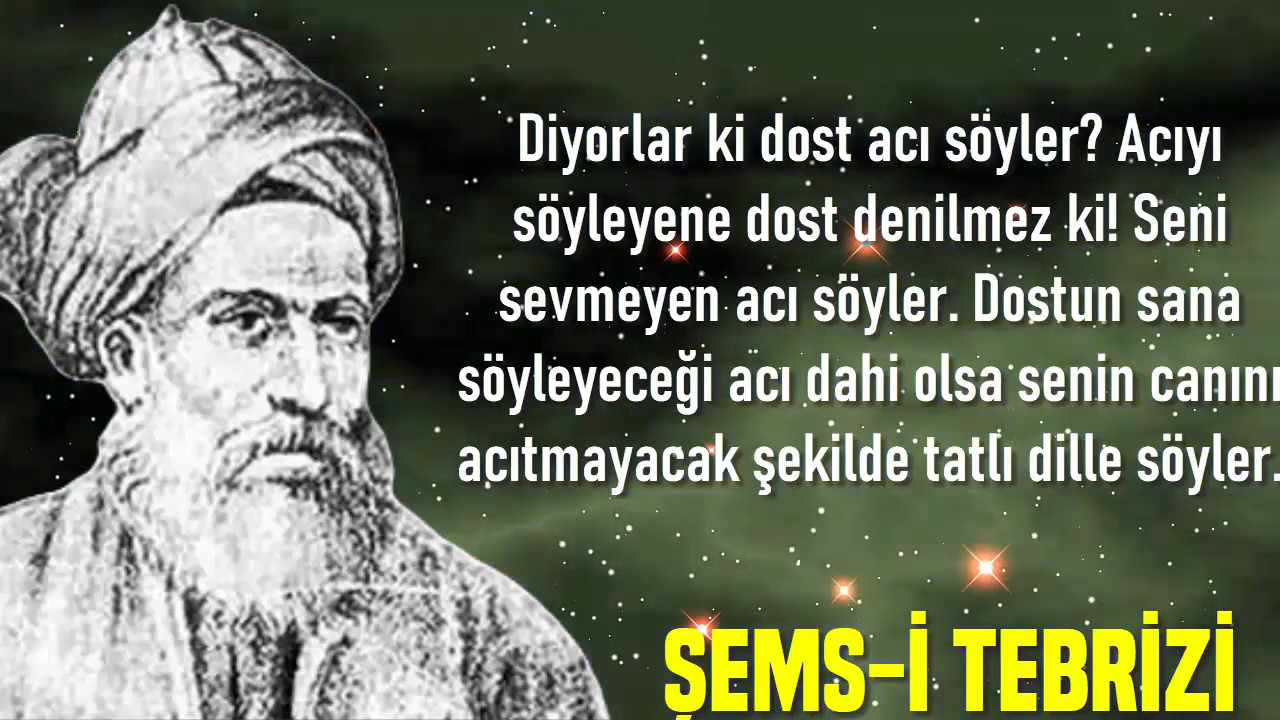 Diyorlar ki dost acı söyler? Acıyı
söyleyene dost denilmez ki! Seni
sevmeyen acı söyler. Dostun sana
söyleyeceği acı dahi olsa senin canını
acıtmayacak şekilde tatlı dille söyler.
ŞEMS-İ TEBRİZİ